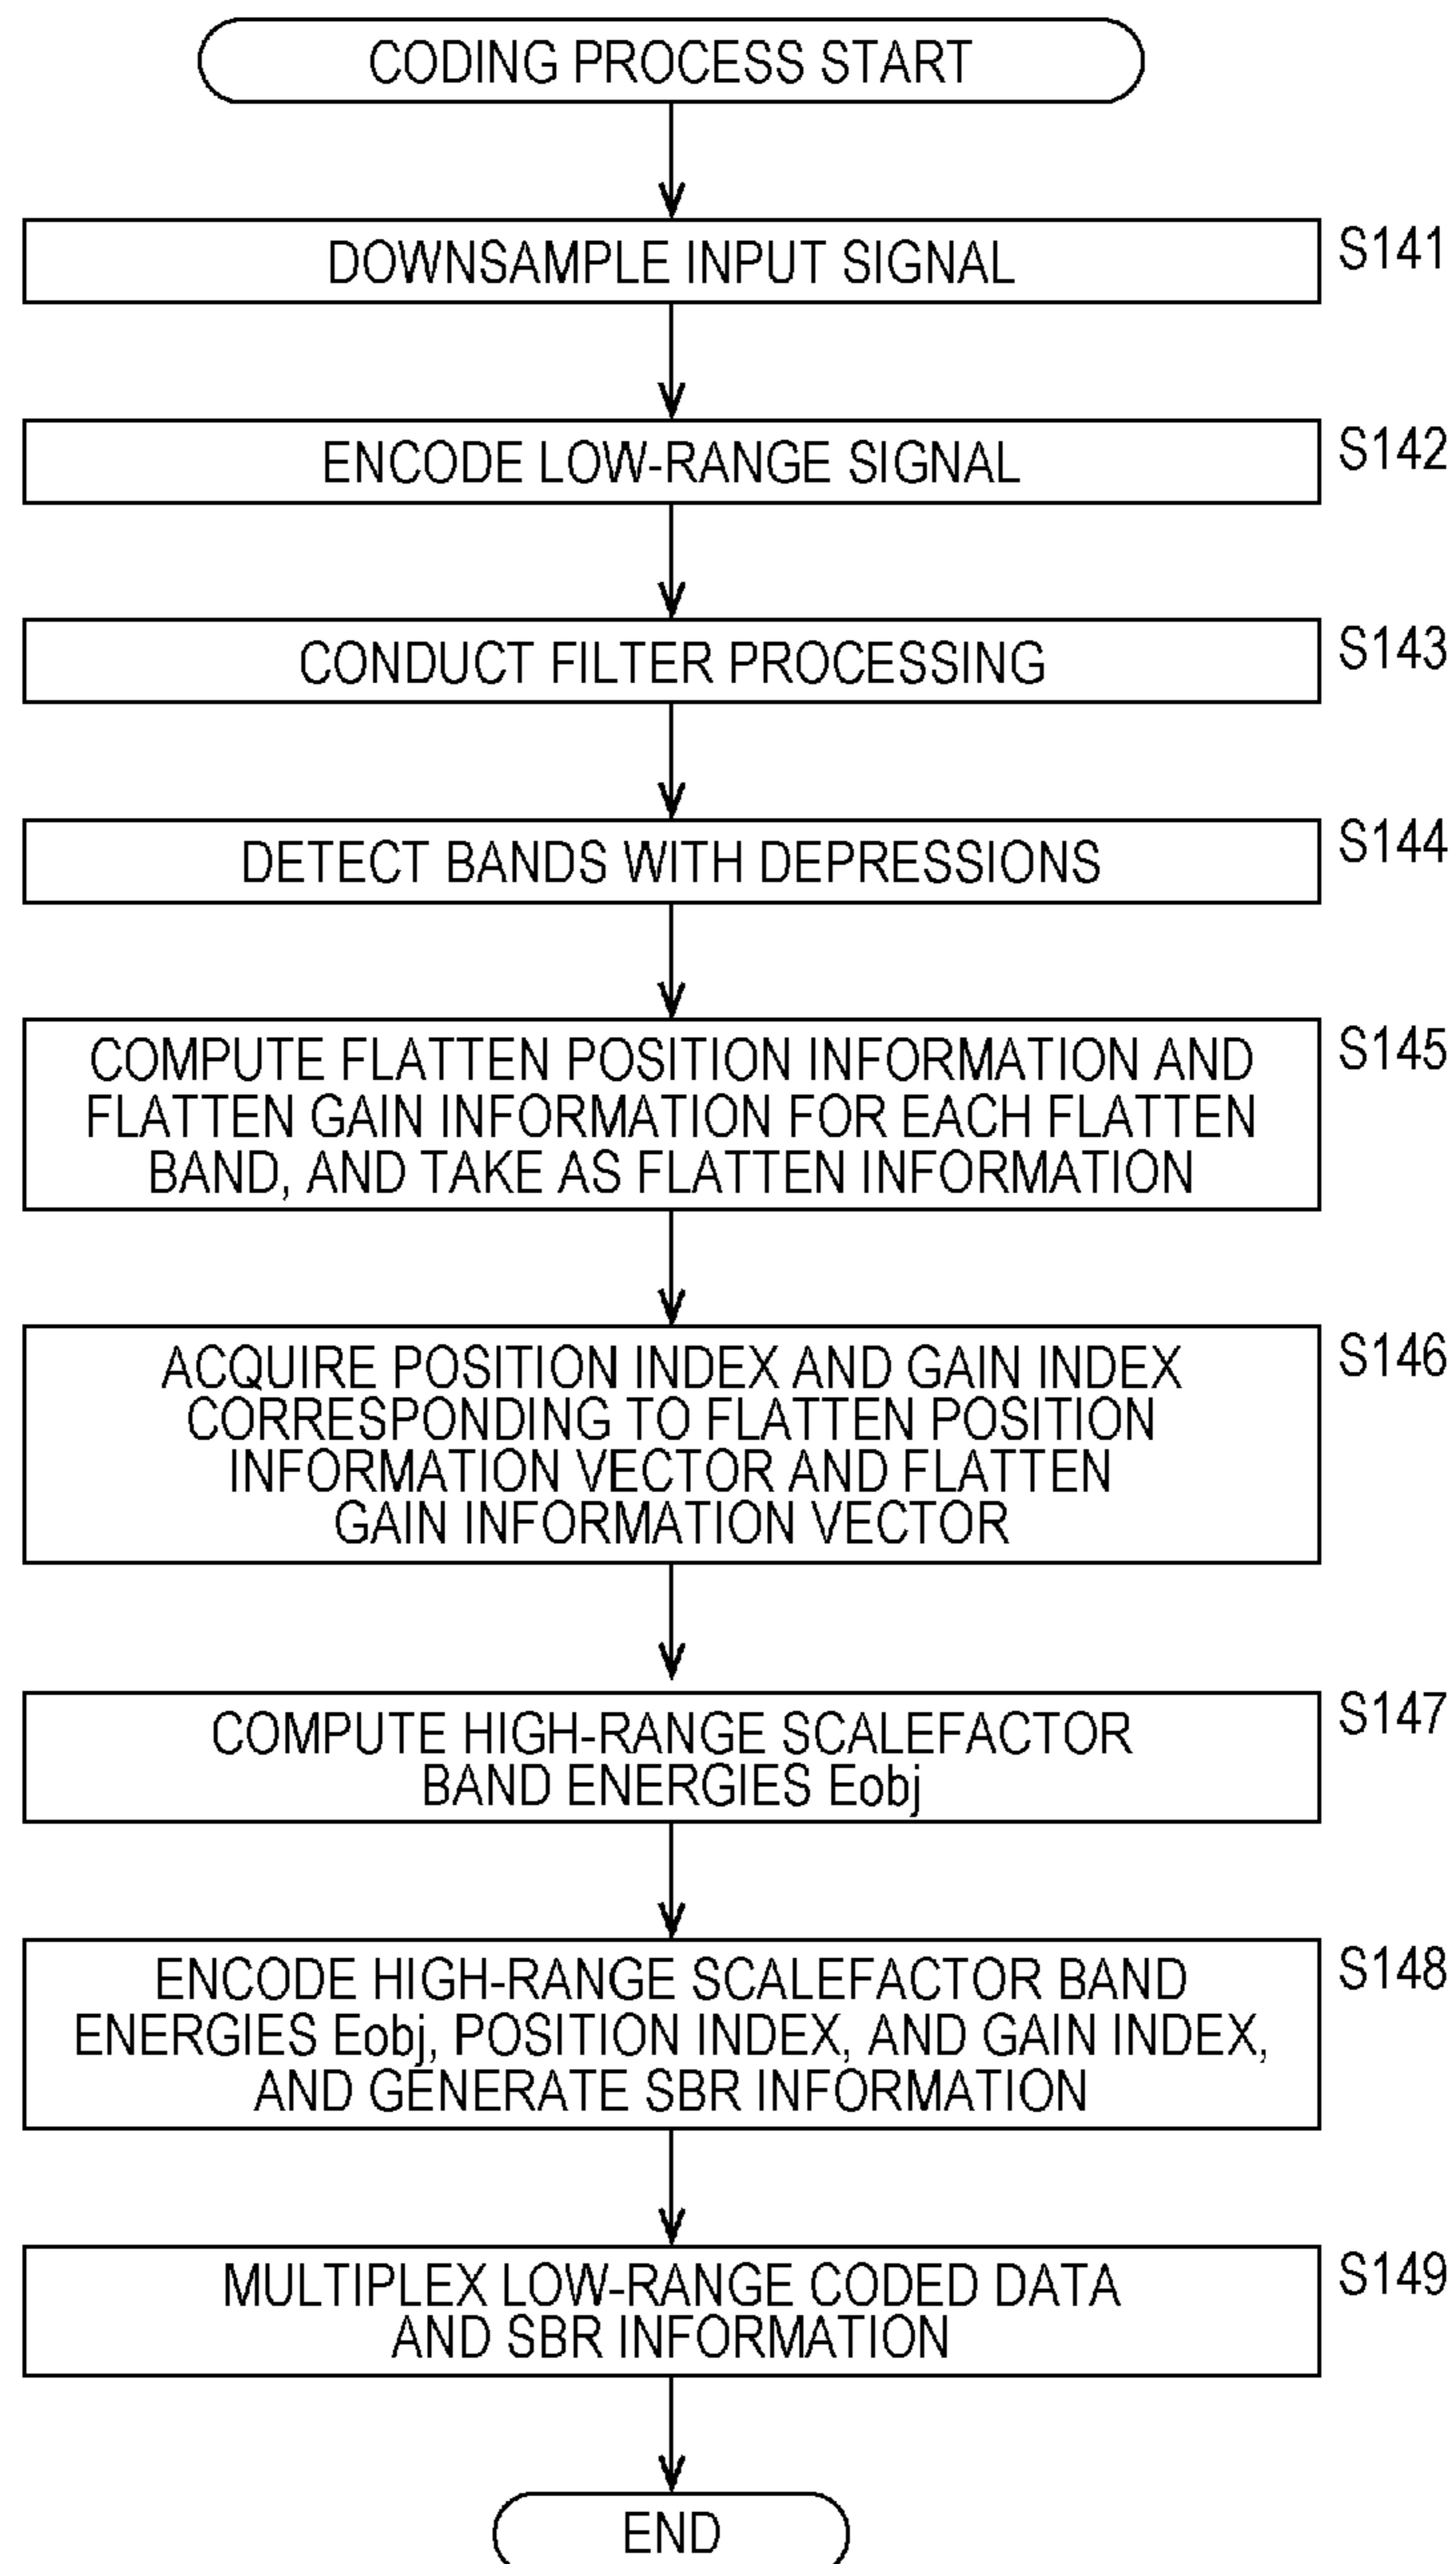 CODING PROCESS START
DOWNSAMPLE INPUT SIGNAL
S141
ENCODE LOW-RANGE SIGNAL
S142
CONDUCT FILTER PROCESSING
S143
DETECT BANDS WITH DEPRESSIONS
S144
COMPUTE FLATTEN POSITION INFORMATION AND
FLATTEN GAIN INFORMATION FOR EACH FLATTEN
BAND, AND TAKE AS FLATTEN INFORMATION
S145
ACQUIRE POSITION INDEX AND GAIN INDEX
CORRESPONDING TO FLATTEN POSITION
INFORMATION VECTOR AND FLATTEN
GAIN INFORMATION VECTOR
S146
COMPUTE HIGH-RANGE SCALEFACTOR
BAND ENERGIES Eobj
S147
ENCODE HIGH-RANGE SCALEFACTOR BAND
ENERGIES Eobj, POSITION INDEX, AND GAIN INDEX,
AND GENERATE SBR INFORMATION
S148
MULTIPLEX LOW-RANGE CODED DATA
AND SBR INFORMATION
S149
END